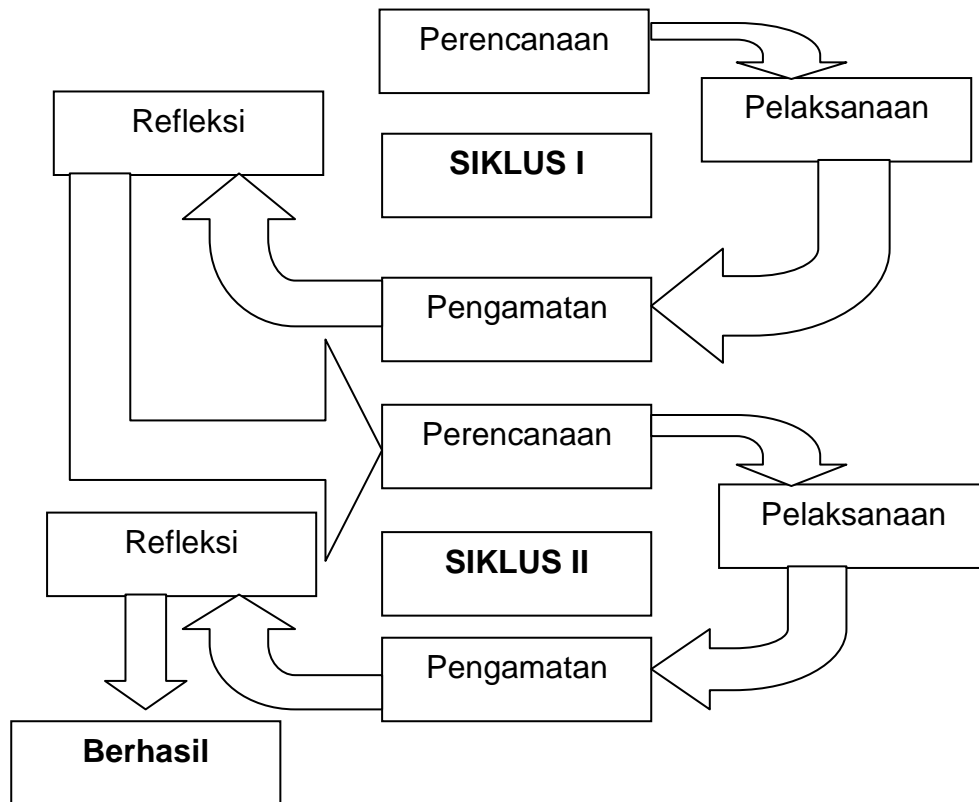 Perencanaan
Pelaksanaan
Refleksi
SIKLUS I
Pengamatan
Perencanaan
Pelaksanaan
Refleksi
SIKLUS II
Pengamatan
Berhasil